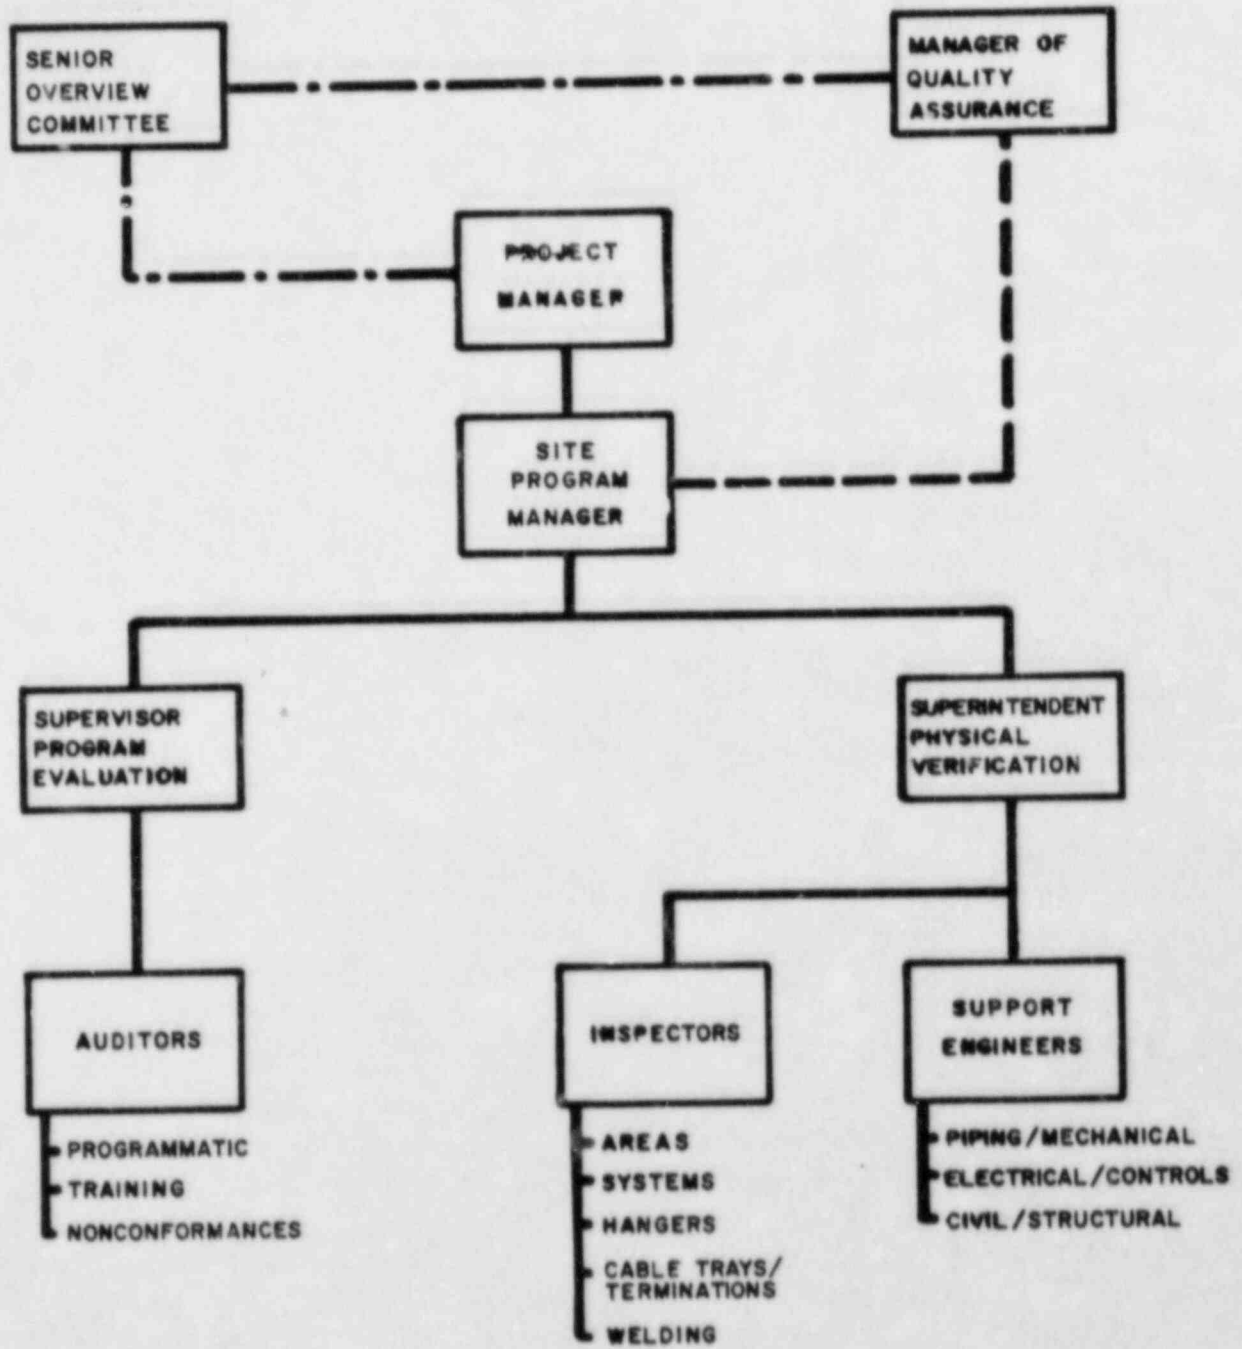 SENIOR
OVERVIEW
COMMITTEE
MANAGER OF
QUALITY
ASSURANCE
PROJECT
MANAGER
SITE
PROGRAM
MANAGER
SUPERVISOR
PROGRAM
EVALUATION
SUPERINTENDENT
PHYSICAL
VERIFICATION
AUDITORS
PROGRAMMATIC
TRAINING
NONCONFORMANCES
INSPECTORS
AREAS
SYSTEMS
HANGERS
CABLE TRAYS/
TERMINATIONS
WELDING
SUPPORT
ENGINEERS
PIPING/MECHANICAL
ELECTRICAL/CONTROLS
CIVIL/STRUCTURAL